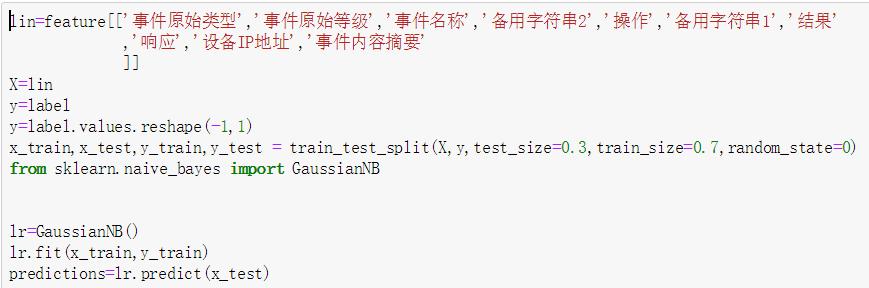 lin=feature[['事件原始类型','事件原始等级','事件名称','备用字符串2','操作','备用字符串1','结果'
,'响应','设备IP地址','事件内容摘要'
]]
X=lin
y=label
y=label.values.reshape(-1,1)
x_train,x_test,y_train,y_test = train_test_split(X,y,test_size=0.3,train_size=0.7,random_state=0)
from sklearn.naive_bayes import GaussianNB
lr=GaussianNB()
lr.fit(x_train,y_train)
predictions=lr.predict(x_test)